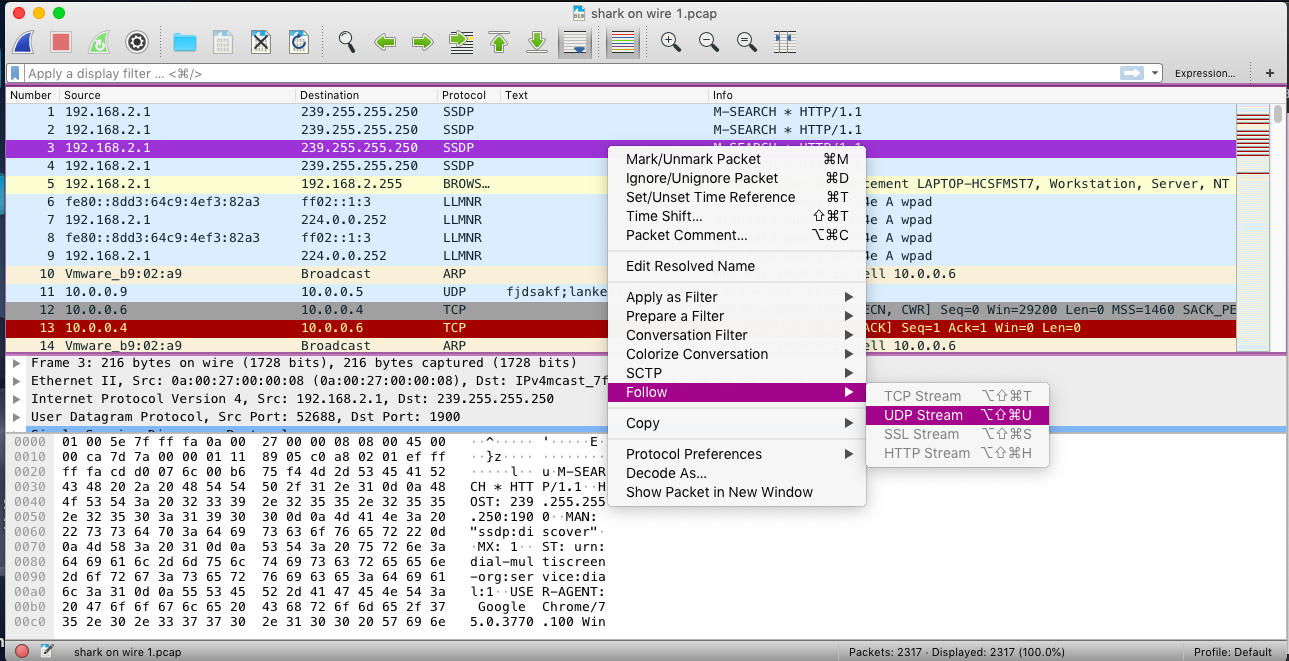 shark on wire 1.pcap
Apply a display filter ... <⌘/>
Expression... +
Number Source Destination Protocol Text Info
1 192.168.2.1 239.255.255.250 SSDP M-SEARCH * HTTP/1.1
2 192.168.2.1 239.255.255.250 SSDP M-SEARCH * HTTP/1.1
3 192.168.2.1 239.255.255.250 SSDP M-SEARCH * HTTP/1.1
4 192.168.2.1 239.255.255.250 SSDP
5 192.168.2.1 192.168.2.255 BROWS… cement LAPTOP-HCSFMST7, Workstation, Server, NT
6 fe80::8dd3:64c9:4ef3:82a3 ff02::1:3 LLMNR 4e A wpad
7 192.168.2.1 224.0.0.252 LLMNR 4e A wpad
8 fe80::8dd3:64c9:4ef3:82a3 ff02::1:3 LLMNR 4e A wpad
9 192.168.2.1 224.0.0.252 LLMNR 4e A wpad
10 Vmware_b9:02:a9 Broadcast ARP ell 10.0.0.6
11 10.0.0.9 10.0.0.5 UDP fjdsakf;lanke
12 10.0.0.6 10.0.0.4 TCP ECN, CWR] Seq=0 Win=29200 Len=0 MSS=1460 SACK_PE
13 10.0.0.4 10.0.0.6 TCP ACK] Seq=1 Ack=1 Win=0 Len=0
14 Vmware_b9:02:a9 Broadcast ARP ell 10.0.0.6
Mark/Unmark Packet ⌘M
Ignore/Unignore Packet ⌘D
Set/Unset Time Reference ⌘T
Time Shift... ⇧⌘T
Packet Comment... ⌥⌘C
Edit Resolved Name
Apply as Filter
Prepare a Filter
Conversation Filter
Colorize Conversation
SCTP
Follow
Copy
Protocol Preferences
Decode As...
Show Packet in New Window
TCP Stream ⌥⇧⌘T
UDP Stream ⌥⇧⌘U
SSL Stream ⌥⇧⌘S
HTTP Stream ⌥⇧⌘H
Frame 3: 216 bytes on wire (1728 bits), 216 bytes captured (1728 bits)
Ethernet II, Src: 0a:00:27:00:00:08 (0a:00:27:00:00:08), Dst: IPv4mcast_7f
Internet Protocol Version 4, Src: 192.168.2.1, Dst: 239.255.255.250
User Datagram Protocol, Src Port: 52688, Dst Port: 1900
0000 01 00 5e 7f ff fa 0a 00 27 00 00 08 08 00 45 00 ··^····· '·····E·
0010 00 ca 7d 7a 00 00 01 11 89 05 c0 a8 02 01 ef ff ··}z···· ········
0020 ff fa cd d0 07 6c 00 b6 75 f4 4d 2d 53 45 41 52 ·····l·· u·M-SEAR
0030 43 48 20 2a 20 48 54 54 50 2f 31 2e 31 0d 0a 48 CH * HTT P/1.1··H
0040 4f 53 54 3a 20 32 33 39 2e 32 35 35 2e 32 35 35 OST: 239 .255.255
0050 2e 32 35 30 3a 31 39 30 30 0d 0a 4d 41 4e 3a 20 .250:190 0··MAN:
0060 22 73 73 64 70 3a 64 69 73 63 6f 76 65 72 22 0d "ssdp:di scover"·
0070 0a 4d 58 3a 20 31 0d 0a 53 54 3a 20 75 72 6e 3a ·MX: 1·· ST: urn:
0080 64 69 61 6c 2d 6d 75 6c 74 69 73 63 72 65 65 6e dial-mul tiscreen
0090 2d 6f 72 67 3a 73 65 72 76 69 63 65 3a 64 69 61 -org:ser vice:dia
00a0 6c 3a 31 0d 0a 55 53 45 52 2d 41 47 45 4e 54 3a l:1··USE R-AGENT:
00b0 20 47 6f 6f 67 6c 65 20 43 68 72 6f 6d 65 2f 37 Google Chrome/7
00c0 35 2e 30 2e 33 37 37 30 2e 31 30 30 20 57 69 6e 5.0.3770 .100 Win
shark on wire 1.pcap Packets: 2317 · Displayed: 2317 (100.0%) Profile: Default